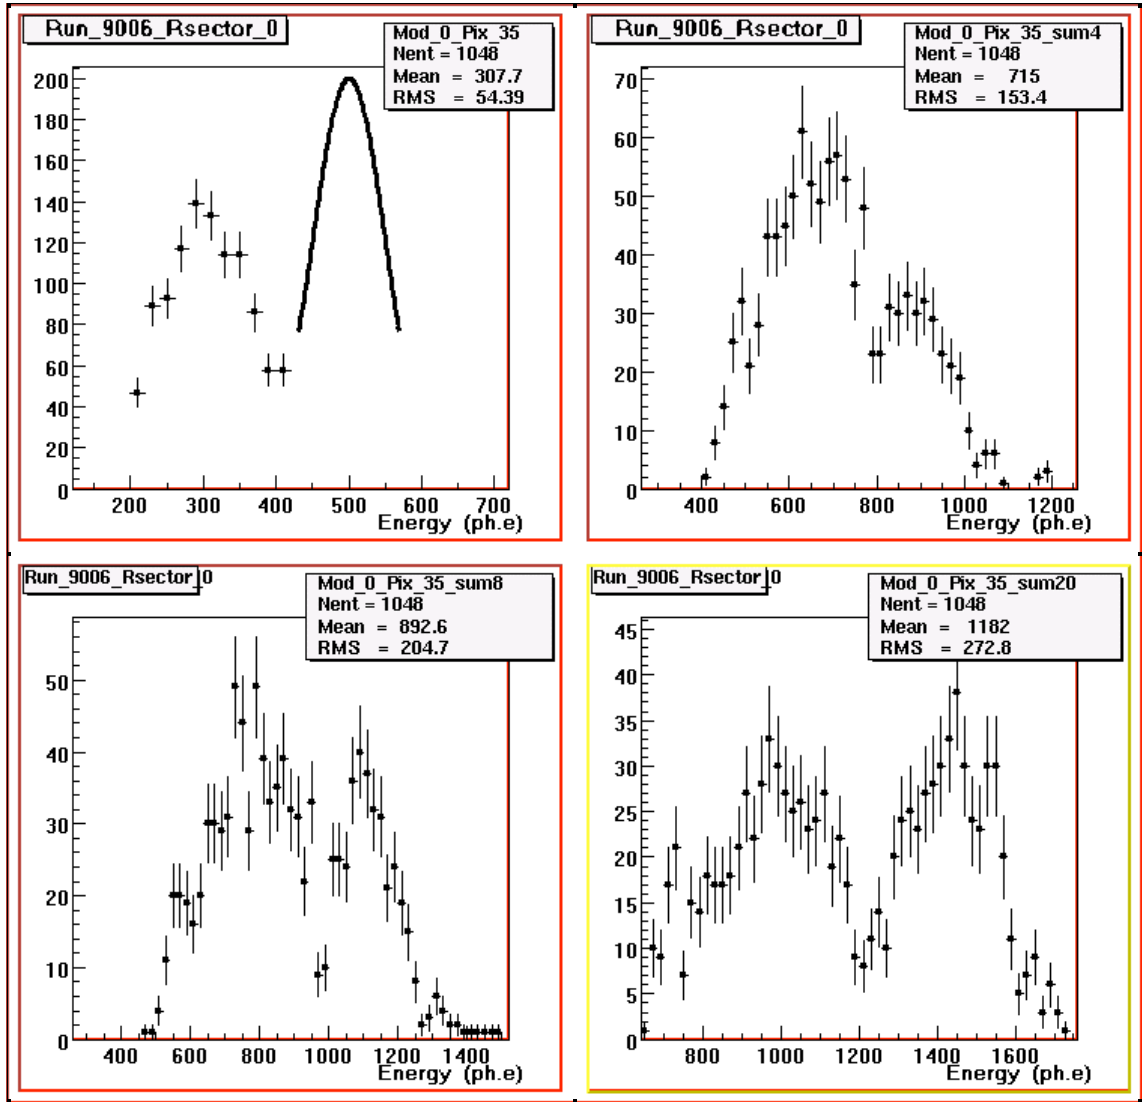 Run_9006_Rsector_0
Mod_0_Pix_35
Nent = 1048
Mean = 307.7
RMS = 54.39
200
180
160
140
120
100
80
60
40
20
0
200 300 400 500 600 700
Energy (ph.e)
Run_9006_Rsector_0
Mod_0_Pix_35_sum4
Nent = 1048
Mean = 715
RMS = 153.4
70
60
50
40
30
20
10
0
400 600 800 1000 1200
Energy (ph.e)
Run_9006_Rsector_0
Mod_0_Pix_35_sum8
Nent = 1048
Mean = 892.6
RMS = 204.7
50
40
30
20
10
0
400 600 800 1000 1200 1400
Energy (ph.e)
Run_9006_Rsector_0
Mod_0_Pix_35_sum20
Nent = 1048
Mean = 1182
RMS = 272.8
45
40
35
30
25
20
15
10
5
0
800 1000 1200 1400 1600
Energy (ph.e)